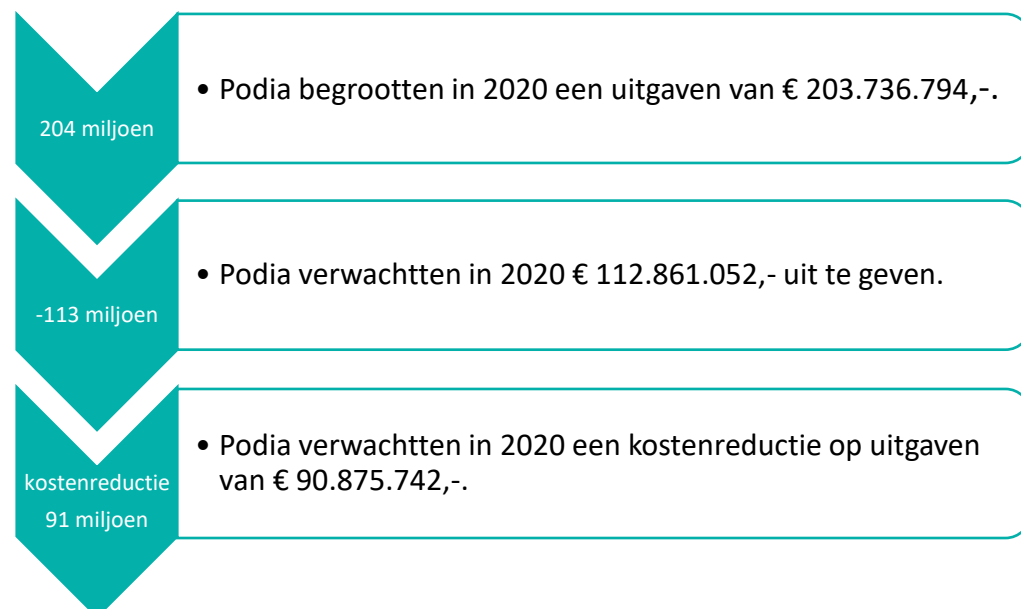 204 miljoen
• Podia begrootten in 2020 een uitgaven van € 203.736.794,-.
-113 miljoen
• Podia verwachtten in 2020 € 112.861.052,- uit te geven.
kostenreductie
91 miljoen
• Podia verwachtten in 2020 een kostenreductie op uitgaven
van € 90.875.742,-.